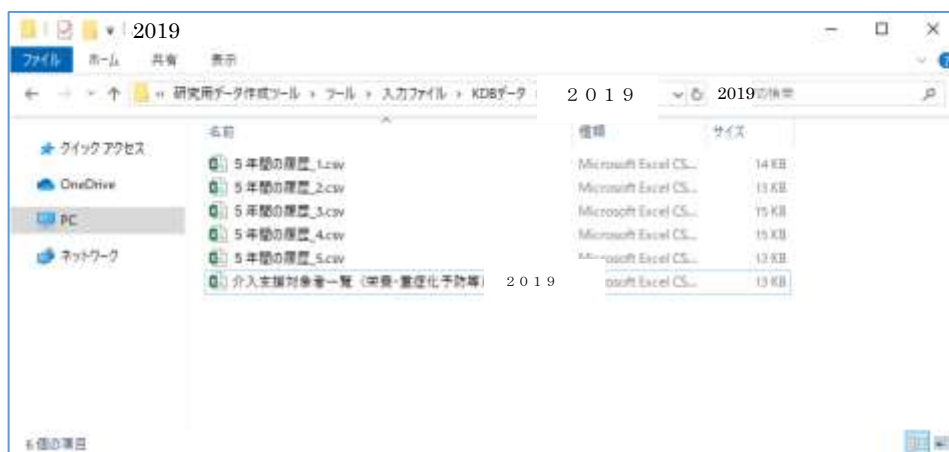 2019
ファイル ホーム 共有 表示
« 研究用データ作成ツール › ツール › 入力ファイル › KDBデータ › ２０１９ 2019の検索
名前 種類 サイズ
クイック アクセス
OneDrive
PC
ネットワーク
５年間の履歴_1.csv Microsoft Excel CS... 14 KB
５年間の履歴_2.csv Microsoft Excel CS... 13 KB
５年間の履歴_3.csv Microsoft Excel CS... 15 KB
５年間の履歴_4.csv Microsoft Excel CS... 15 KB
５年間の履歴_5.csv Microsoft Excel CS... 13 KB
介入支援対象者一覧（栄養・重症化予防等） ２０１９ osoft Excel CS... 13 KB
6 個の項目